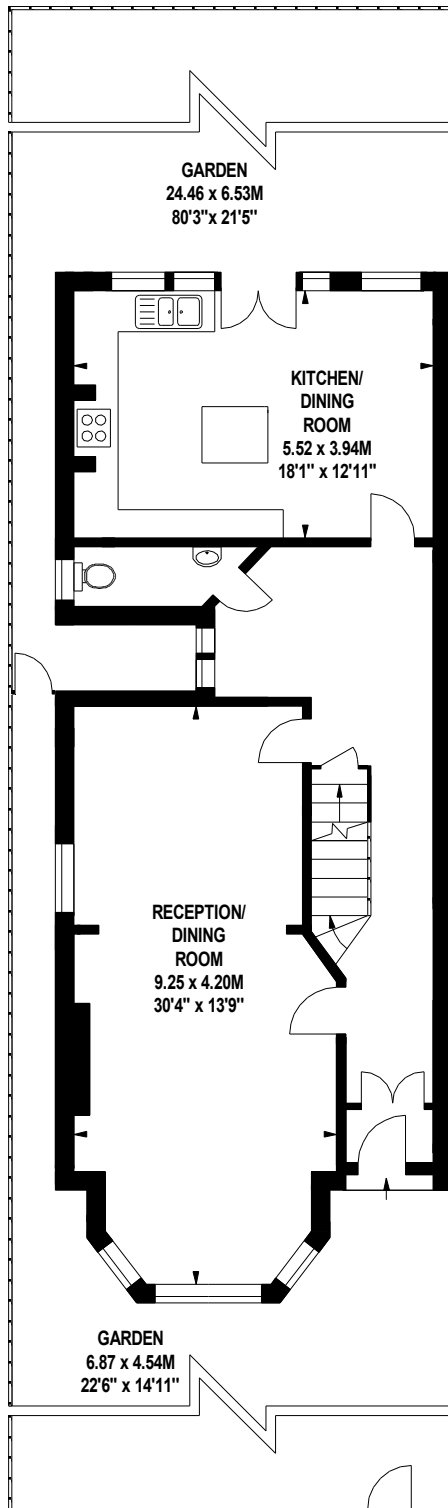 GARDEN
24.46 x 6.53M
80'3"x 21'5"
KITCHEN/
DINING
ROOM
5.52 x 3.94M
18'1" x 12'11"
RECEPTION/
DINING
ROOM
9.25 x 4.20M
30'4" x 13'9"
GARDEN
6.87 x 4.54M
22'6" x 14'11"